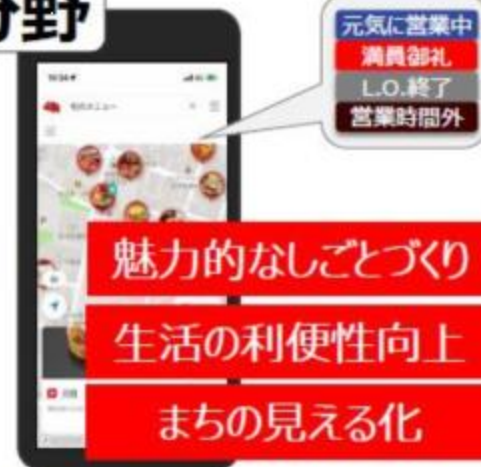 分野
元気に営業中
満員御礼
L.O.終了
営業時間外
魅力的なしごとづくり
生活の利便性向上
まちの見える化